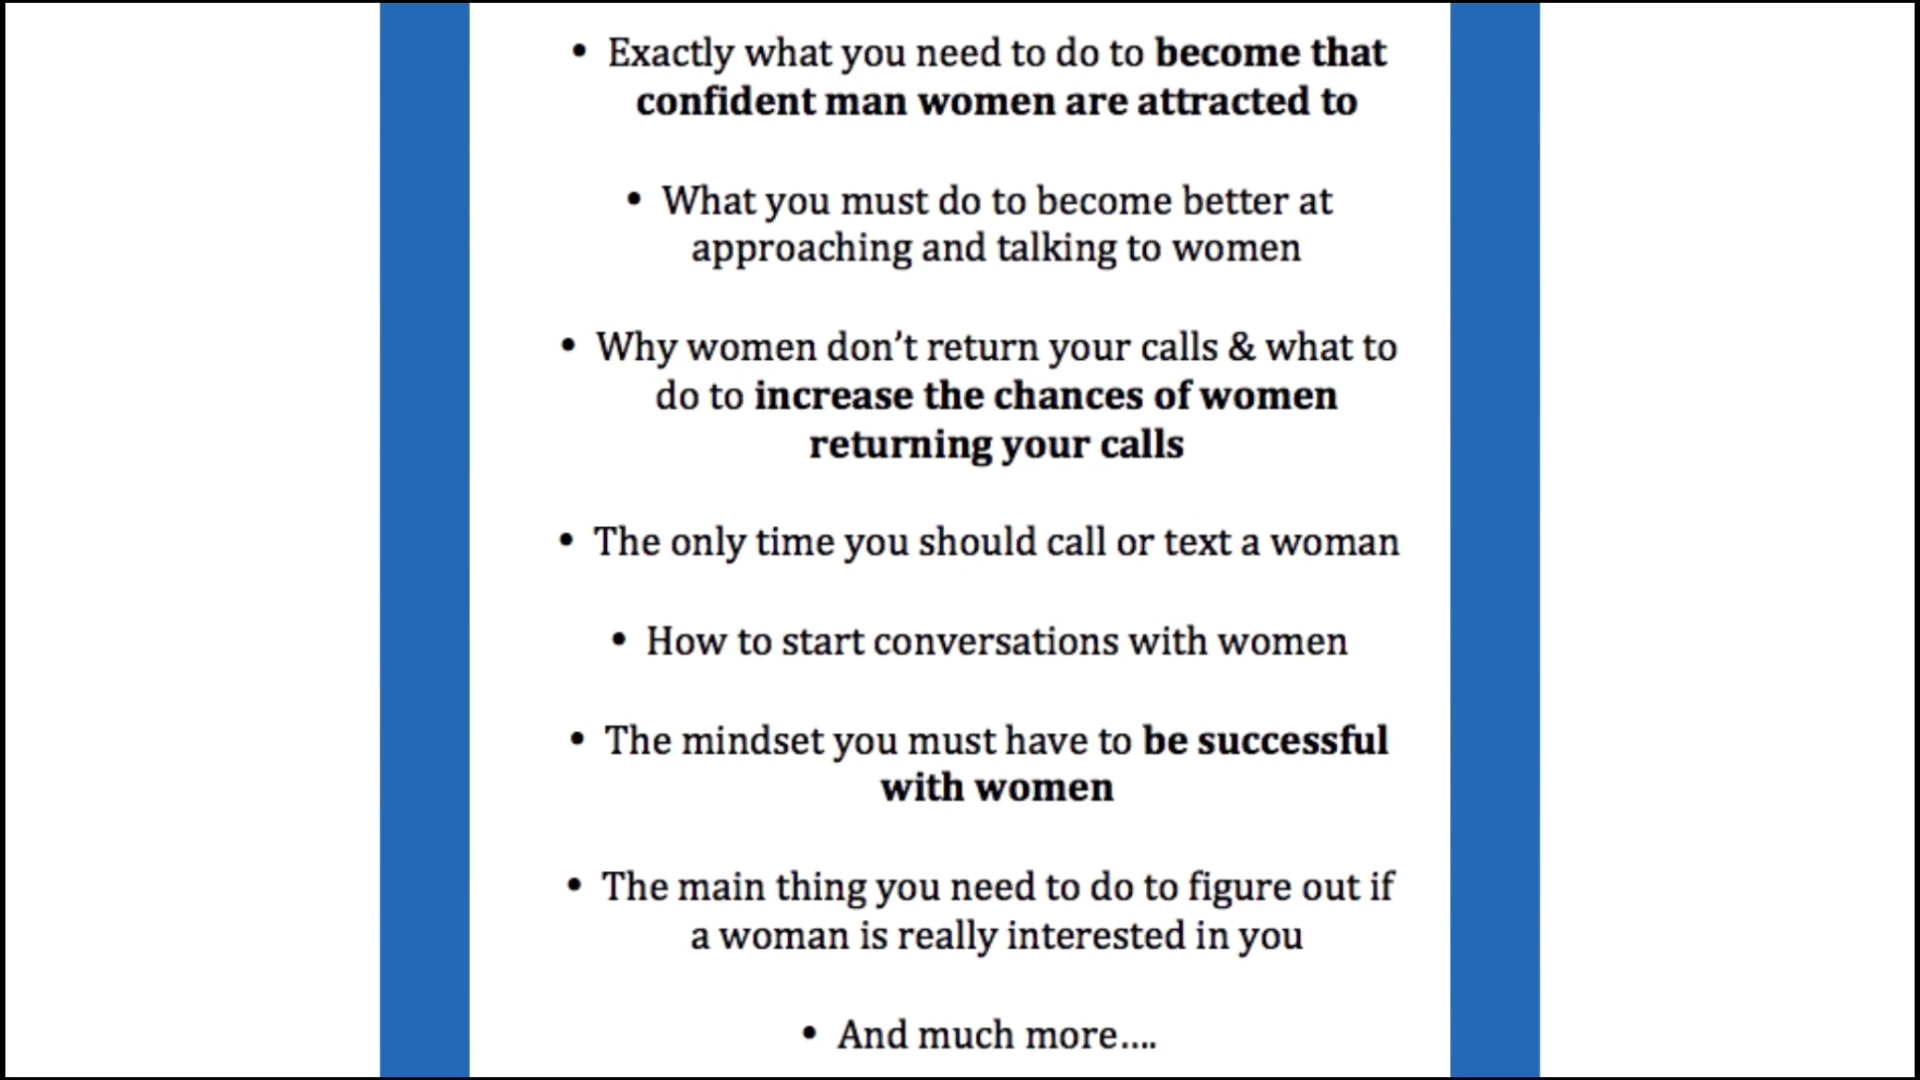 • Exactly what you need to do to become that
confident man women are attracted to
• What you must do to become better at
approaching and talking to women
• Why women don’t return your calls & what to
do to increase the chances of women
returning your calls
• The only time you should call or text a woman
• How to start conversations with women
• The mindset you must have to be successful
with women
• The main thing you need to do to figure out if
a woman is really interested in you
• And much more....